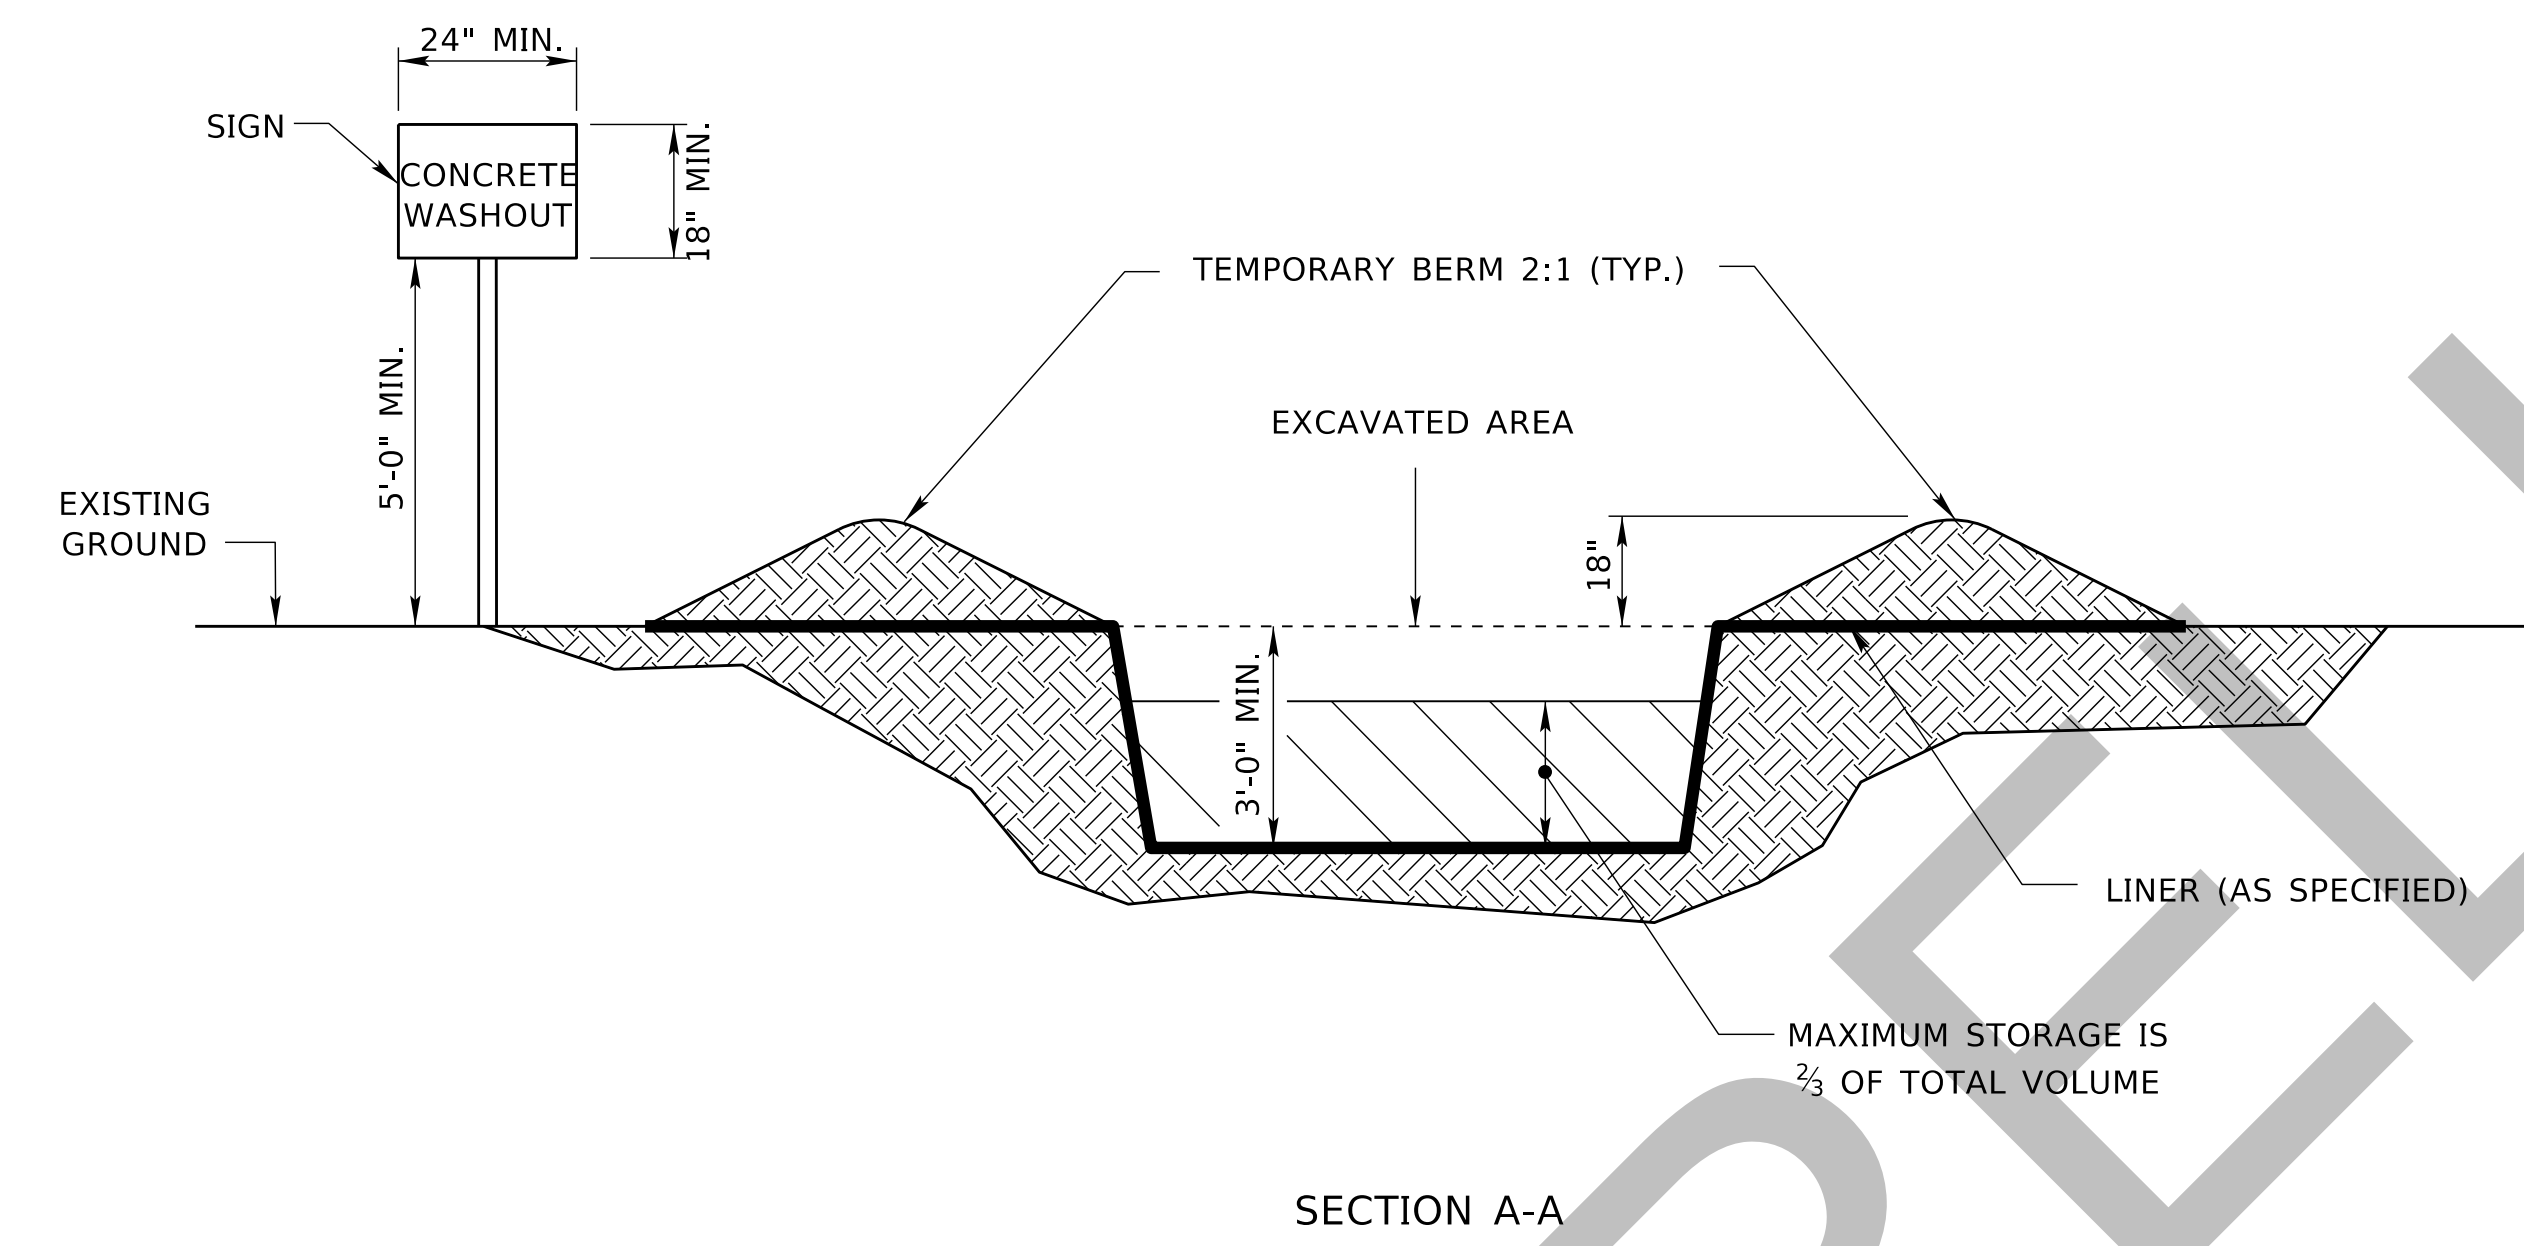 24" MIN.
SIGN
CONCRETE
WASHOUT
18" MIN.
5'-0" MIN.
EXISTING
GROUND
TEMPORARY BERM 2:1 (TYP.)
EXCAVATED AREA
18"
3'-0" MIN.
LINER (AS SPECIFIED)
MAXIMUM STORAGE IS
⅔ OF TOTAL VOLUME
SECTION A-A